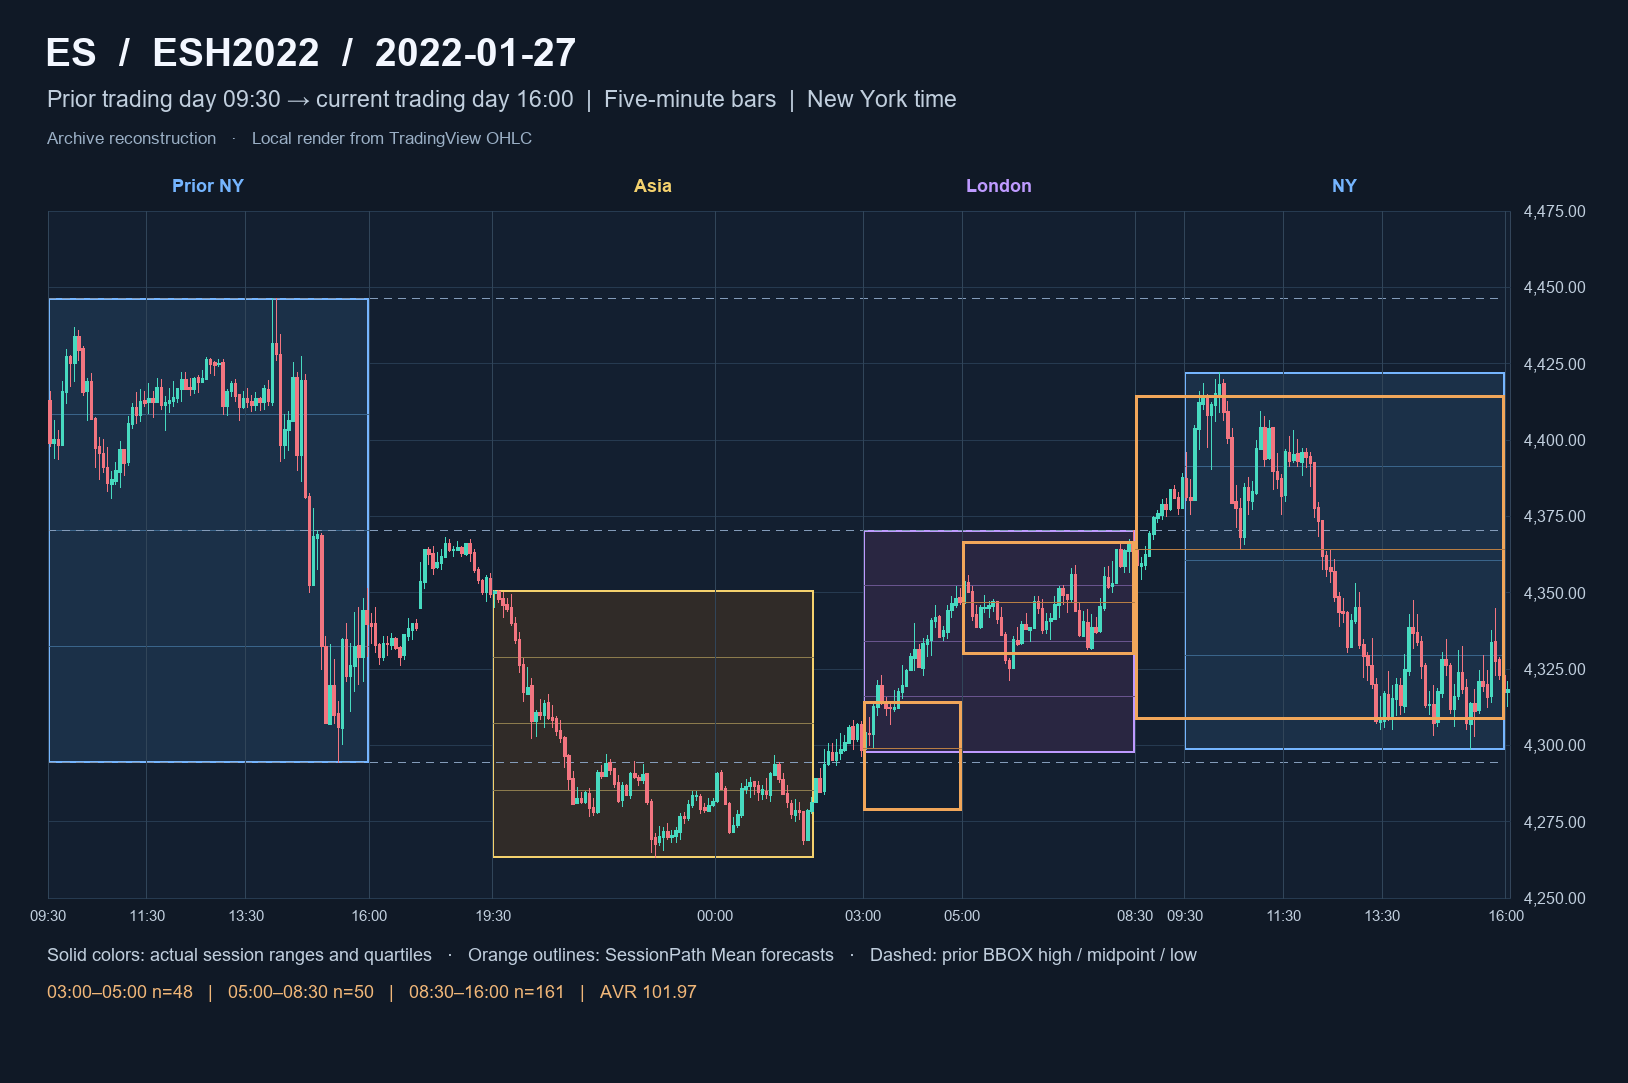 ES / ESH2022 / 2022-01-27
Prior trading day 09:30 → current trading day 16:00 | Five-minute bars | New York time
Archive reconstruction · Local render from TradingView OHLC
Prior NY Asia London NY
4,475.00
4,450.00
4,425.00
4,400.00
4,375.00
4,350.00
4,325.00
4,300.00
4,275.00
4,250.00
09:30 11:30 13:30 16:00 19:30 00:00 03:00 05:00 08:30 09:30 11:30 13:30 16:00
Solid colors: actual session ranges and quartiles · Orange outlines: SessionPath Mean forecasts · Dashed: prior BBOX high / midpoint / low
03:00–05:00 n=48 | 05:00–08:30 n=50 | 08:30–16:00 n=161 | AVR 101.97